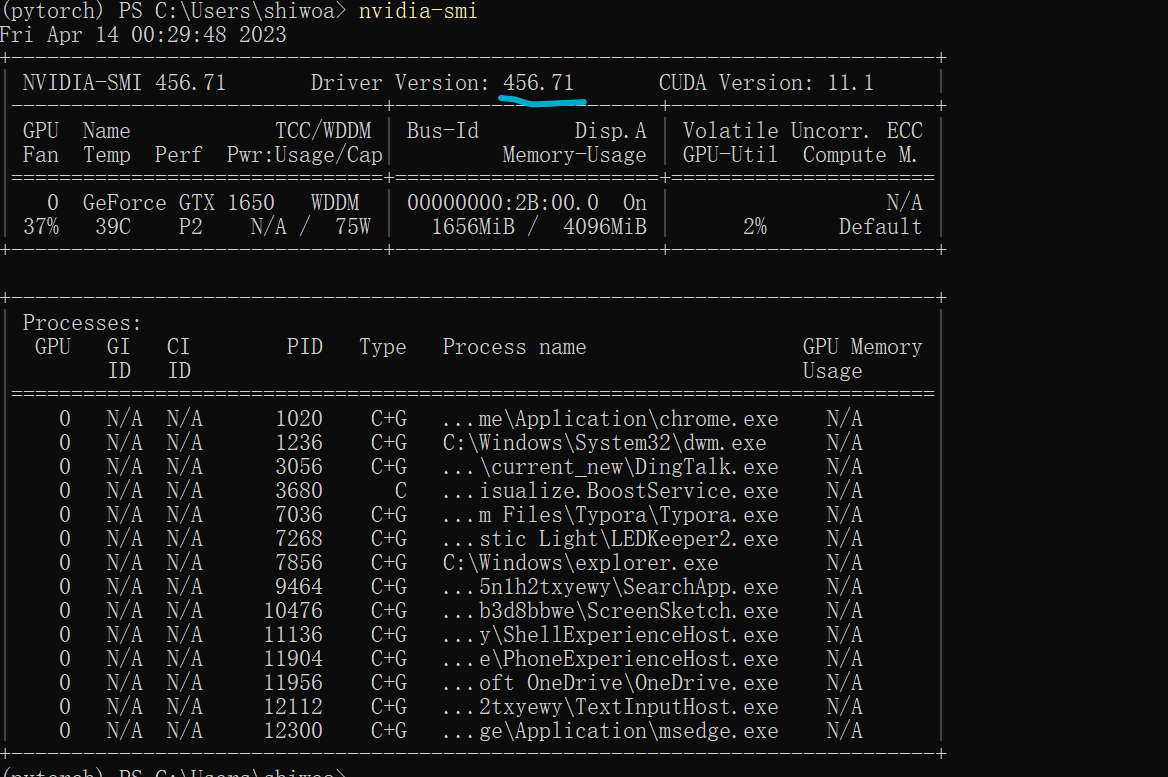 (pytorch) PS C:\Users\shiwoa> nvidia-smi
Fri Apr 14 00:29:48 2023
NVIDIA-SMI 456.71 Driver Version: 456.71 CUDA Version: 11.1
GPU Name TCC/WDDM Bus-Id Disp.A Volatile Uncorr. ECC
Fan Temp Perf Pwr:Usage/Cap Memory-Usage GPU-Util Compute M.
0 GeForce GTX 1650 WDDM 00000000:2B:00.0 On N/A
37% 39C P2 N/A / 75W 1656MiB / 4096MiB 2% Default
Processes:
GPU GI CI PID Type Process name GPU Memory
ID ID Usage
0 N/A N/A 1020 C+G ...me\Application\chrome.exe N/A
0 N/A N/A 1236 C+G C:\Windows\System32\dwm.exe N/A
0 N/A N/A 3056 C+G ...\current_new\DingTalk.exe N/A
0 N/A N/A 3680 C ...isualize.BoostService.exe N/A
0 N/A N/A 7036 C+G ...m Files\Typora\Typora.exe N/A
0 N/A N/A 7268 C+G ...stic Light\LEDKeeper2.exe N/A
0 N/A N/A 7856 C+G C:\Windows\explorer.exe N/A
0 N/A N/A 9464 C+G ...5n1h2txyewy\SearchApp.exe N/A
0 N/A N/A 10476 C+G ...b3d8bbwe\ScreenSketch.exe N/A
0 N/A N/A 11136 C+G ...y\ShellExperienceHost.exe N/A
0 N/A N/A 11904 C+G ...e\PhoneExperienceHost.exe N/A
0 N/A N/A 11956 C+G ...oft OneDrive\OneDrive.exe N/A
0 N/A N/A 12112 C+G ...2txyewy\TextInputHost.exe N/A
0 N/A N/A 12300 C+G ...ge\Application\msedge.exe N/A
(pytorch) PS C:\Users\shiwoa>